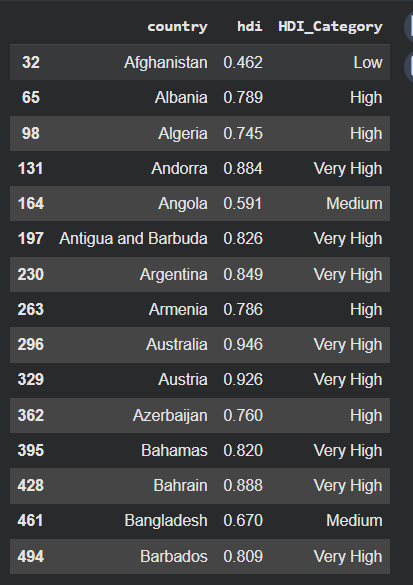 country hdi HDI_Category
32 Afghanistan 0.462 Low
65 Albania 0.789 High
98 Algeria 0.745 High
131 Andorra 0.884 Very High
164 Angola 0.591 Medium
197 Antigua and Barbuda 0.826 Very High
230 Argentina 0.849 Very High
263 Armenia 0.786 High
296 Australia 0.946 Very High
329 Austria 0.926 Very High
362 Azerbaijan 0.760 High
395 Bahamas 0.820 Very High
428 Bahrain 0.888 Very High
461 Bangladesh 0.670 Medium
494 Barbados 0.809 Very High